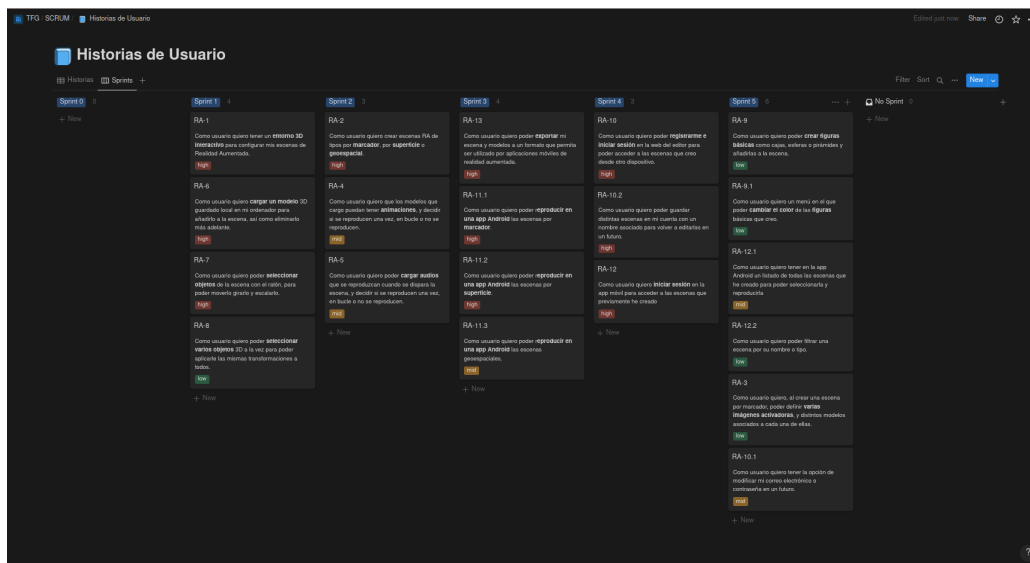 TFG / SCRUM / Historias de Usuario
Edited just now Share
Historias de Usuario
Historias Sprints +
Filter Sort ... New
Sprint 0
+ New
Sprint 1 4
RA-1
Como usuario quiero tener un entorno 3D
interactivo para configurar mis escenas de
Realidad Aumentada.
high
RA-6
Como usuario quiero cargar un modelo 3D
guardado local en mi ordenador para
añadirlo a la escena, así como eliminarlo
más adelante.
high
RA-7
Como usuario quiero poder seleccionar
objetos de la escena con el ratón, para
poder moverlo girarlo y escalarlo.
high
RA-8
Como usuario quiero poder seleccionar
varios objetos 3D a la vez para poder
aplicarle las mismas transformaciones a
todos.
low
+ New
Sprint 2 3
RA-2
Como usuario quiero crear escenas RA de
tipos por marcador, por superficie o
geoespacial.
high
RA-4
Como usuario quiero que los modelos que
cargo puedan tener animaciones, y decidir
si se reproducen una vez, en bucle o no se
reproducen.
mid
RA-5
Como usuario quiero poder cargar audios
que se reproduzcan cuando se dispara la
escena, y decidir si se reproducen una vez,
en bucle o no se reproducen.
mid
+ New
Sprint 3 4
RA-13
Como usuario quiero poder exportar mi
escena y modelos a un formato que permita
ser utilizado por aplicaciones móviles de
realidad aumentada.
high
RA-11.1
Como usuario quiero poder reproducir en
una app Android las escenas por
marcador.
high
RA-11.2
Como usuario quiero poder reproducir en
una app Android las escenas por
superficie.
high
RA-11.3
Como usuario quiero poder reproducir en
una app Android las escenas
geoespaciales.
mid
+ New
Sprint 4 3
RA-10
Como usuario quiero poder registrarme e
iniciar sesión en la web del editor para
poder acceder a las escenas que creo
desde otro dispositivo.
high
RA-10.2
Como usuario quiero poder guardar
distintas escenas en mi cuenta con un
nombre asociado para volver a editarlas en
un futuro.
high
RA-12
Como usuario quiero iniciar sesión en la
app móvil para acceder a las escenas que
previamente he creado
high
+ New
Sprint 5 6 ... +
RA-9
Como usuario quiero poder crear figuras
básicas como cajas, esferas o pirámides y
añadirlas a la escena.
low
RA-9.1
Como usuario quiero un menú en el que
poder cambiar el color de las figuras
básicas que creo.
low
RA-12.1
Como usuario quiero tener en la app
Android un listado de todas las escenas que
he creado para poder seleccionarla y
reproducirla
mid
RA-12.2
Como usuario quiero poder filtrar una
escena por su nombre o tipo.
low
RA-3
Como usuario quiero, al crear una escena
por marcador, poder definir varias
imágenes activadoras, y distintos modelos
asociados a cada una de ellas.
low
RA-10.1
Como usuario quiero tener la opción de
modificar mi correo electrónico o
contraseña en un futuro.
mid
+ New
No Sprint 0 +
+ New
?